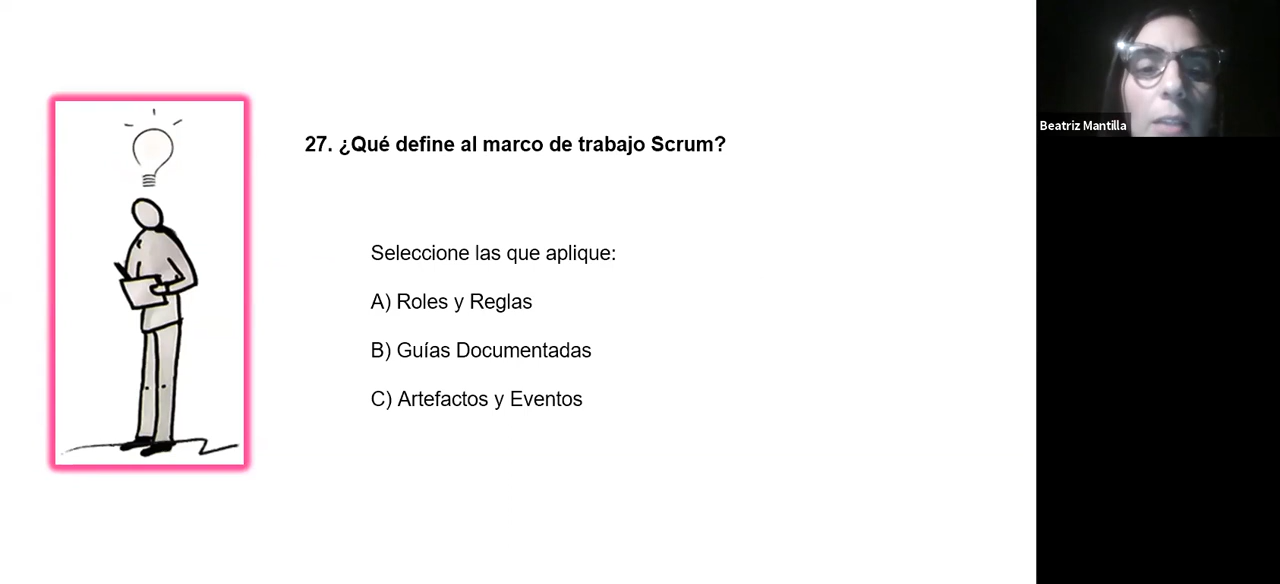 27. ¿Qué define al marco de trabajo Scrum?
Seleccione las que aplique:
A) Roles y Reglas
B) Guías Documentadas
C) Artefactos y Eventos
Beatriz Mantilla